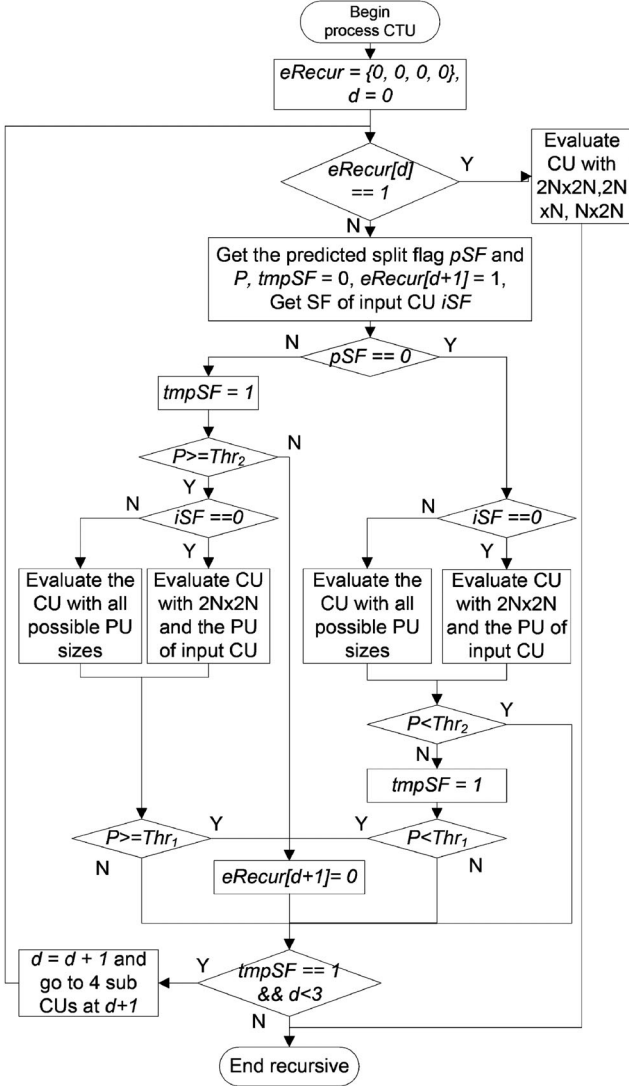 Begin
process CTU
eRecur = {0, 0, 0, 0},
d = 0
eRecur[d]
== 1
Y
N
Evaluate
CU with
2Nx2N,2N
xN, Nx2N
Get the predicted split flag pSF and
P, tmpSF = 0, eRecur[d+1] = 1,
Get SF of input CU iSF
N
pSF == 0
Y
tmpSF = 1
P>=Thr2
N
Y
N
iSF ==0
Y
N
iSF ==0
Y
Evaluate the
CU with all
possible PU
sizes
Evaluate CU
with 2Nx2N
and the PU of
input CU
Evaluate the
CU with all
possible PU
sizes
Evaluate CU
with 2Nx2N
and the PU of
input CU
P<Thr2
Y
N
tmpSF = 1
P>=Thr1
Y
N
Y
P<Thr1
N
eRecur[d+1]= 0
d = d + 1 and
go to 4 sub
CUs at d+1
Y
tmpSF == 1
&& d<3
N
End recursive